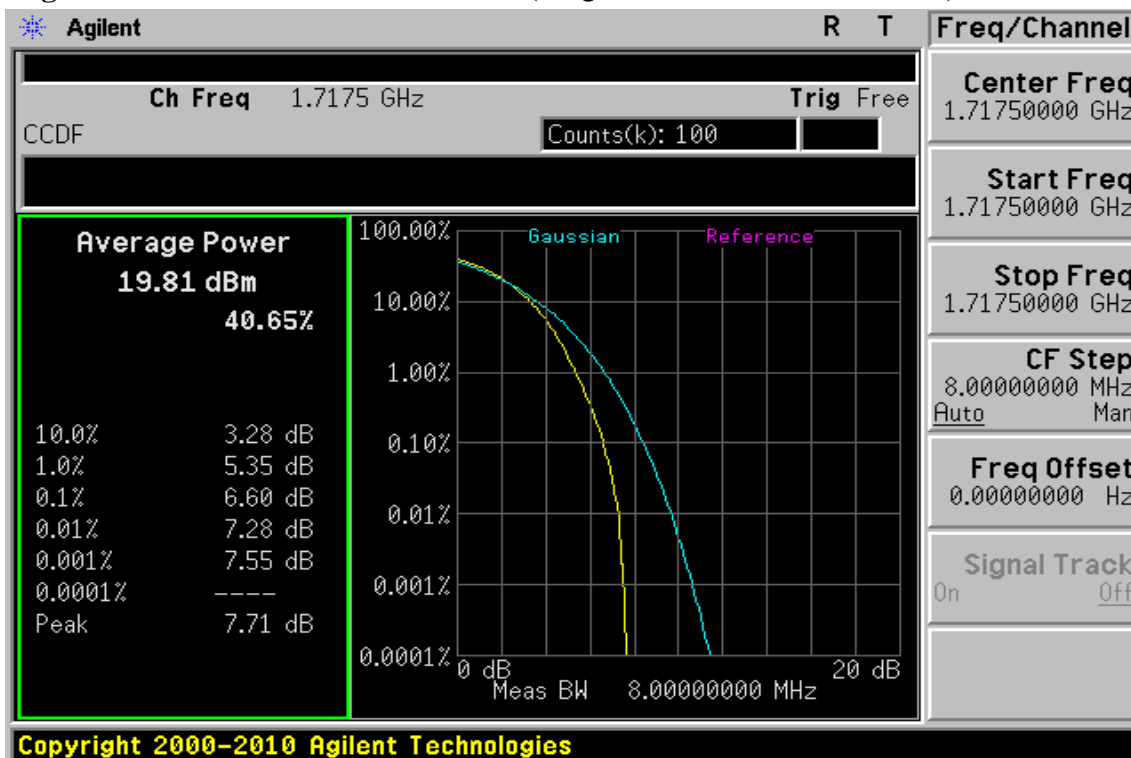 Agilent R T
Ch Freq 1.7175 GHz Trig Free
CCDF Counts(k): 100
Average Power
19.81 dBm
40.65%
10.0% 3.28 dB
1.0% 5.35 dB
0.1% 6.60 dB
0.01% 7.28 dB
0.001% 7.55 dB
0.0001% ----
Peak 7.71 dB
Gaussian Reference
100.00%
10.00%
1.00%
0.10%
0.01%
0.001%
0.0001%
0 dB 20 dB
Meas BW 8.00000000 MHz
Freq/Channel
Center Freq
1.71750000 GHz
Start Freq
1.71750000 GHz
Stop Freq
1.71750000 GHz
CF Step
8.00000000 MHz
Auto Man
Freq Offset
0.00000000 Hz
Signal Track
On Off
Copyright 2000-2010 Agilent Technologies